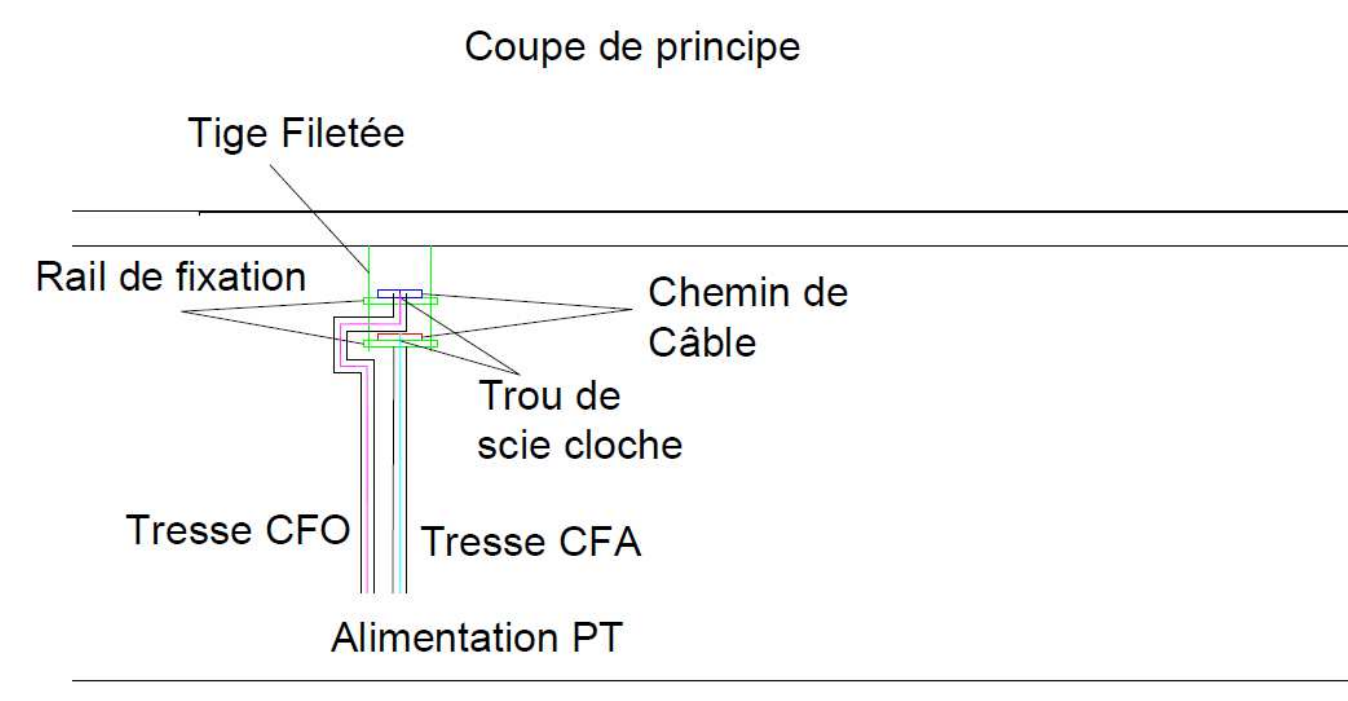 Coupe de principe
Tige Filetée
Rail de fixation
Chemin de
Câble
Trou de
scie cloche
Tresse CFO
Tresse CFA
Alimentation PT